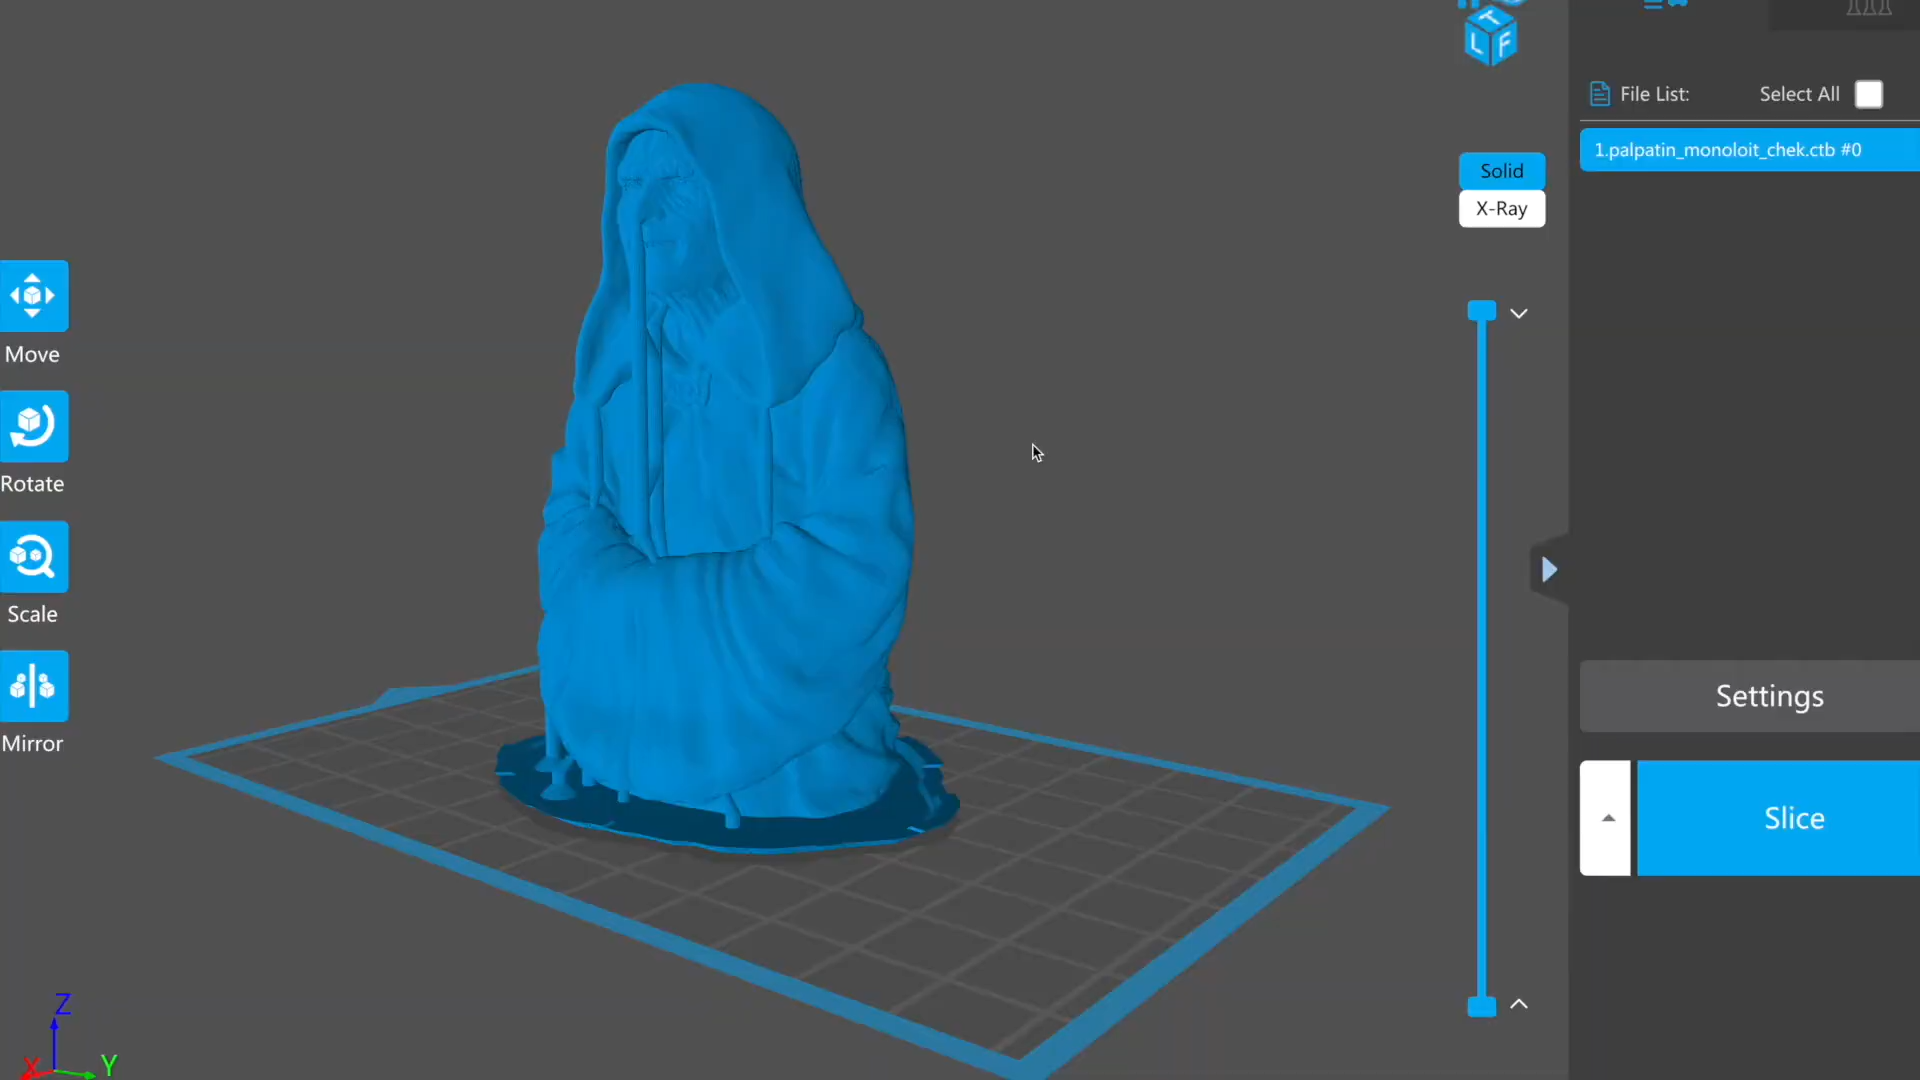 T
L F
File List: Select All
1.palpatin_monoloit_chek.ctb #0
Solid
X-Ray
Move
Rotate
Scale
Mirror
Settings
Slice
Z
X
Y